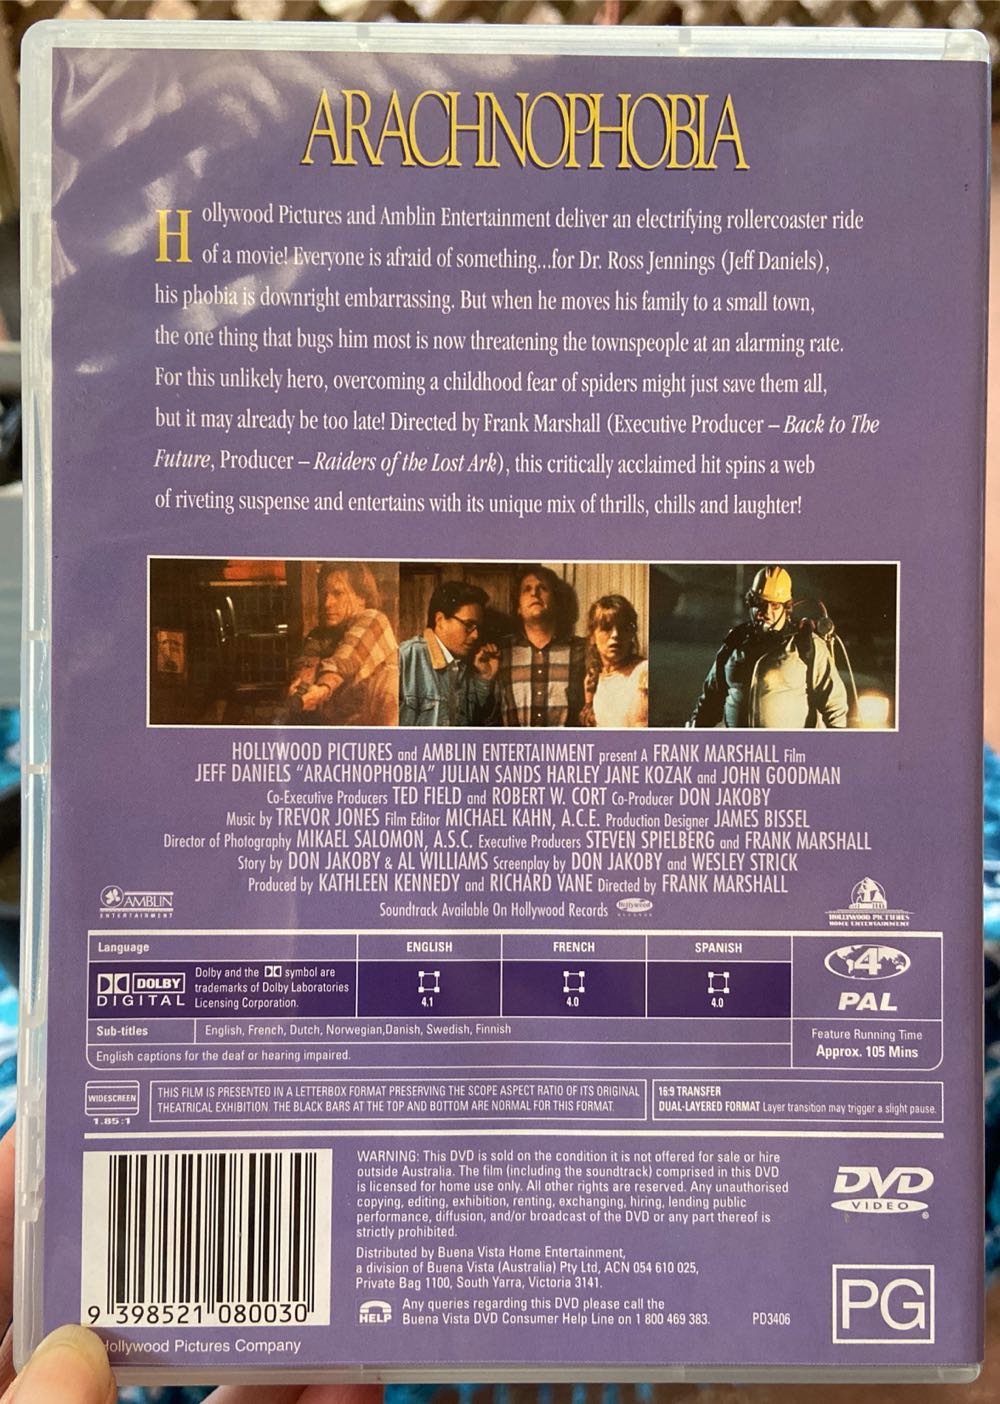 ARACHNOPHOBIA
Hollywood Pictures and Amblin Entertainment deliver an electrifying rollercoaster ride
of a movie! Everyone is afraid of something...for Dr. Ross Jennings (Jeff Daniels),
his phobia is downright embarrassing. But when he moves his family to a small town,
the one thing that bugs him most is now threatening the townspeople at an alarming rate.
For this unlikely hero, overcoming a childhood fear of spiders might just save them all,
but it may already be too late! Directed by Frank Marshall (Executive Producer – Back to The
Future, Producer – Raiders of the Lost Ark), this critically acclaimed hit spins a web
of riveting suspense and entertains with its unique mix of thrills, chills and laughter!
HOLLYWOOD PICTURES and AMBLIN ENTERTAINMENT present A FRANK MARSHALL Film
JEFF DANIELS "ARACHNOPHOBIA" JULIAN SANDS HARLEY JANE KOZAK and JOHN GOODMAN
Co-Executive Producers TED FIELD and ROBERT W. CORT Co-Producer DON JAKOBY
Music by TREVOR JONES Film Editor MICHAEL KAHN, A.C.E. Production Designer JAMES BISSEL
Director of Photography MIKAEL SALOMON, A.S.C. Executive Producers STEVEN SPIELBERG and FRANK MARSHALL
Story by DON JAKOBY & AL WILLIAMS Screenplay by DON JAKOBY and WESLEY STRICK
Produced by KATHLEEN KENNEDY and RICHARD VANE Directed by FRANK MARSHALL
Soundtrack Available On Hollywood Records
Hollywood
RECORDS
AMBLIN
ENTERTAINMENT
HOLLYWOOD PICTURES
HOME ENTERTAINMENT
Language
ENGLISH
FRENCH
SPANISH
DOLBY
DIGITAL
Dolby and the symbol are
trademarks of Dolby Laboratories
Licensing Corporation.
4.1
4.0
4.0
4
PAL
Sub-titles
English, French, Dutch, Norwegian,Danish, Swedish, Finnish
English captions for the deaf or hearing impaired.
Feature Running Time
Approx. 105 Mins
WIDESCREEN
1.85:1
THIS FILM IS PRESENTED IN A LETTERBOX FORMAT PRESERVING THE SCOPE ASPECT RATIO OF ITS ORIGINAL
THEATRICAL EXHIBITION. THE BLACK BARS AT THE TOP AND BOTTOM ARE NORMAL FOR THIS FORMAT.
16:9 TRANSFER
DUAL-LAYERED FORMAT Layer transition may trigger a slight pause.
WARNING: This DVD is sold on the condition it is not offered for sale or hire
outside Australia. The film (including the soundtrack) comprised in this DVD
is licensed for home use only. All other rights are reserved. Any unauthorised
copying, editing, exhibition, renting, exchanging, hiring, lending public
performance, diffusion, and/or broadcast of the DVD or any part thereof is
strictly prohibited.
Distributed by Buena Vista Home Entertainment,
a division of Buena Vista (Australia) Pty Ltd, ACN 054 610 025,
Private Bag 1100, South Yarra, Victoria 3141.
HELP
Any queries regarding this DVD please call the
Buena Vista DVD Consumer Help Line on 1 800 469 383.
PD3406
DVD
VIDEO
PG
9 398521 080030
Hollywood Pictures Company